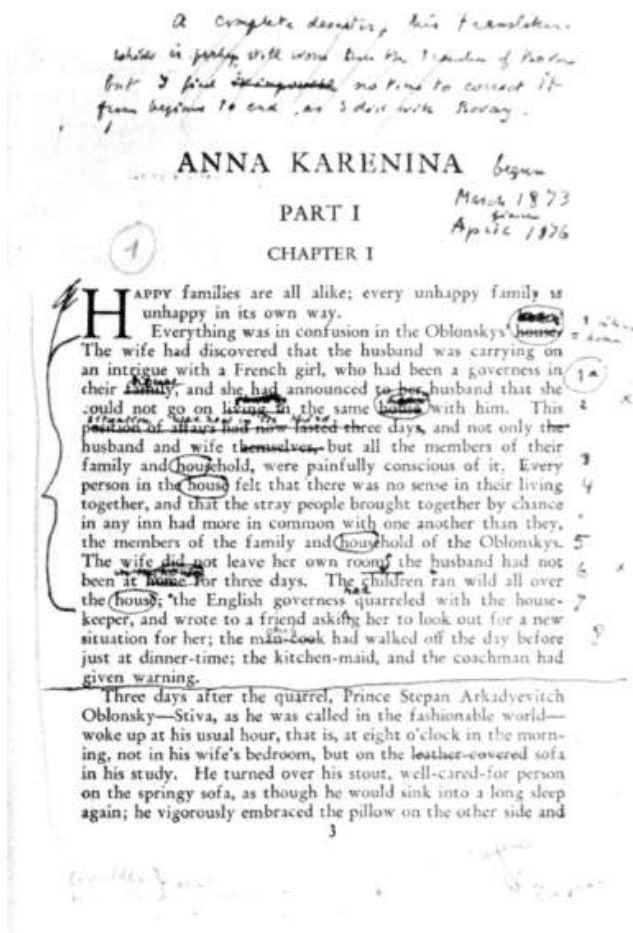 A complete disaster, this translation.
which is perhaps still worse than the
but I find no time to correct it
from beginning to end, as I did with Bovary.
ANNA KARENINA begun
March 1873
PART I finished
April 1876
1
CHAPTER I
HAPPY families are all alike; every unhappy family is
unhappy in its own way.
Everything was in confusion in the Oblonskys' house. 1
The wife had discovered that the husband was carrying on = home
an intrigue with a French girl, who had been a governess in 1a
house
their family, and she had announced to her husband that she x
could not go on living in the same house with him. This 2
situation
position of affairs had now lasted three days, and not only the
husband and wife themselves, but all the members of their
family and household, were painfully conscious of it. Every 3
person in the house felt that there was no sense in their living 4
together, and that the stray people brought together by chance
in any inn had more in common with one another than they,
the members of the family and household of the Oblonskys. 5
The wife did not leave her own room, the husband had not 6 x
been at home for three days. The children ran wild all over
had
the house; the English governess quarreled with the house- 7
keeper, and wrote to a friend asking her to look out for a new
situation for her; the man-cook had walked off the day before 8
just at dinner-time; the kitchen-maid, and the coachman had
given warning.
Three days after the quarrel, Prince Stepan Arkadyevitch
Oblonsky—Stiva, as he was called in the fashionable world—
woke up at his usual hour, that is, at eight o'clock in the morn-
ing, not in his wife's bedroom, but on the leather-covered sofa
in his study. He turned over his stout, well-cared-for person
on the springy sofa, as though he would sink into a long sleep
again; he vigorously embraced the pillow on the other side and
3